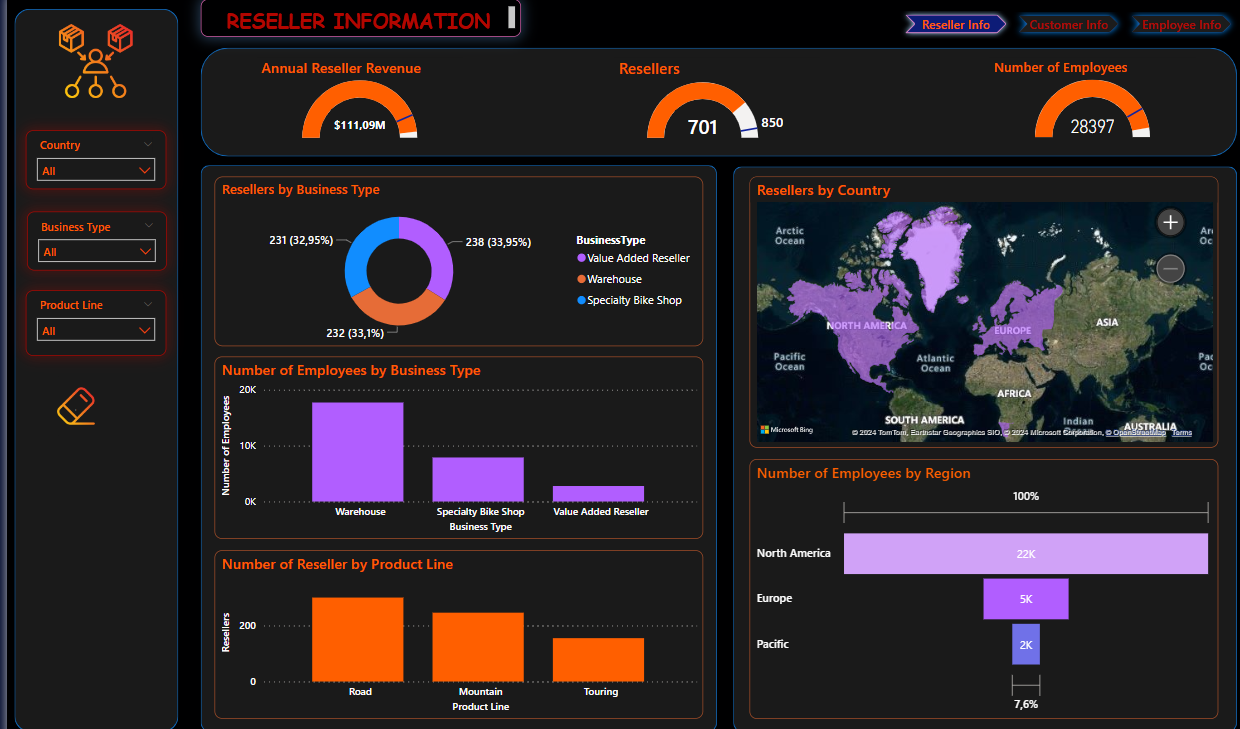 RESELLER INFORMATION
Reseller Info
Customer Info
Employee Info
Country
All
Business Type
All
Product Line
All
Annual Reseller Revenue
$111,09M
Resellers
701
850
Number of Employees
28397
Resellers by Business Type
231 (32,95%)
238 (33,95%)
232 (33,1%)
BusinessType
Value Added Reseller
Warehouse
Specialty Bike Shop
Number of Employees by Business Type
Number of Employees
20K
10K
0K
Warehouse
Specialty Bike Shop
Value Added Reseller
Business Type
Number of Reseller by Product Line
Resellers
200
0
Road
Mountain
Touring
Product Line
Resellers by Country
+
−
Arctic
Ocean
Ar
Oc
NORTH AMERICA
EUROPE
ASIA
Pacific
Ocean
Atlantic
Ocean
Pac
Oc
AFRICA
SOUTH AMERICA
Indian
AUSTRALIA
Microsoft Bing
© 2024 TomTom, Earthstar Geographics SIO, © 2024 Microsoft Corporation, © OpenStreetMap Terms
Number of Employees by Region
100%
North America
22K
Europe
5K
Pacific
2K
7,6%